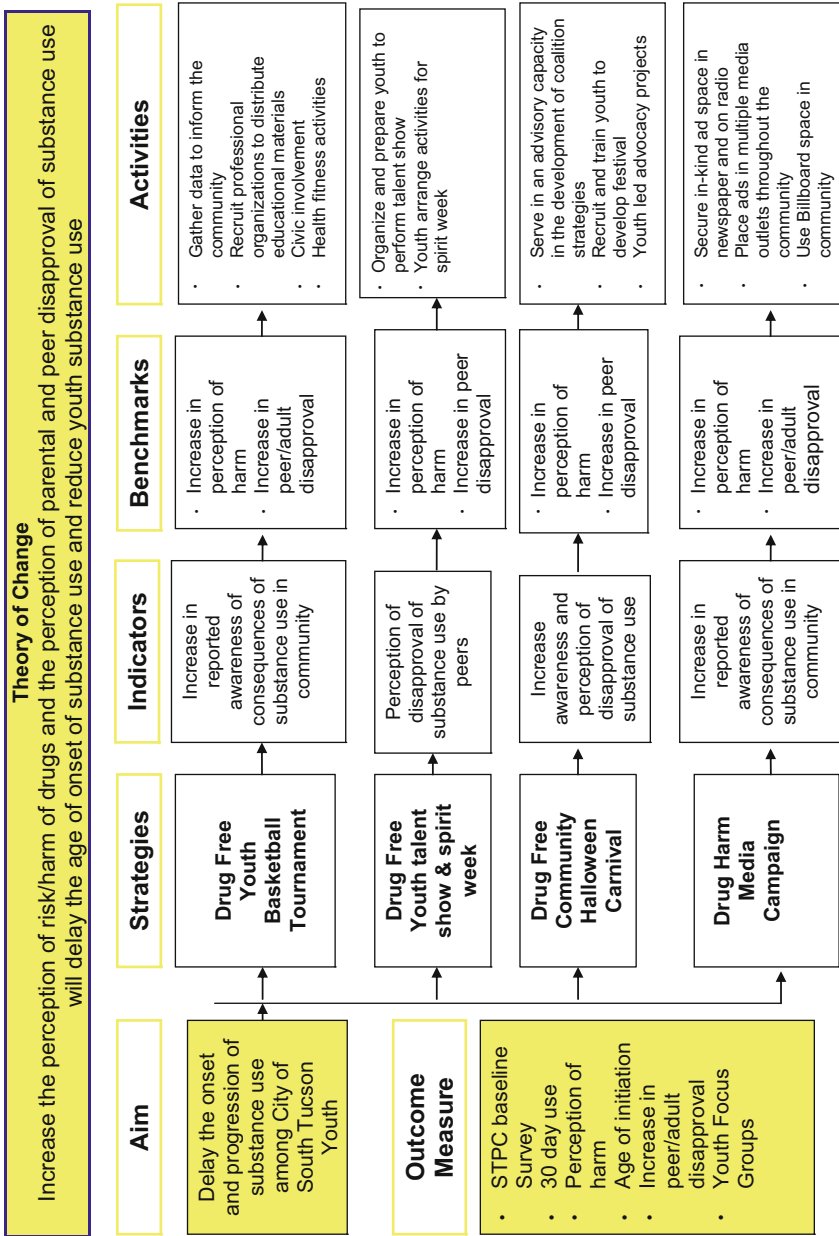 Theory of Change
Increase the perception of risk/harm of drugs and the perception of parental and peer disapproval of substance use
will delay the age of onset of substance use and reduce youth substance use
Aim
Delay the onset
and progression of
substance use
among City of
South Tucson
Youth
Outcome
Measure
• STPC baseline
Survey
• 30 day use
• Perception of
harm
• Age of initiation
• Increase in
peer/adult
disapproval
• Youth Focus
Groups
Strategies
Drug Free
Youth
Basketball
Tournament
Drug Free
Youth talent
show & spirit
week
Drug Free
Community
Halloween
Carnival
Drug Harm
Media
Campaign
Indicators
Increase in
reported
awareness of
consequences of
substance use in
community
Perception of
disapproval of
substance use by
peers
Increase
awareness and
perception of
disapproval of
substance use
Increase in
reported
awareness of
consequences of
substance use in
community
Benchmarks
• Increase in
perception of
harm
• Increase in
peer/adult
disapproval
• Increase in
perception of
harm
• Increase in peer
disapproval
• Increase in
perception of
harm
• Increase in peer
disapproval
• Increase in
perception of
harm
• Increase in
peer/adult
disapproval
Activities
• Gather data to inform the
community
• Recruit professional
organizations to distribute
educational materials
• Civic involvement
• Health fitness activities
• Organize and prepare youth to
perform talent show
• Youth arrange activities for
spirit week
• Serve in an advisory capacity
in the development of coalition
strategies
• Recruit and train youth to
develop festival
• Youth led advocacy projects
• Secure in-kind ad space in
newspaper and on radio
• Place ads in multiple media
outlets throughout the
community
• Use Billboard space in
community